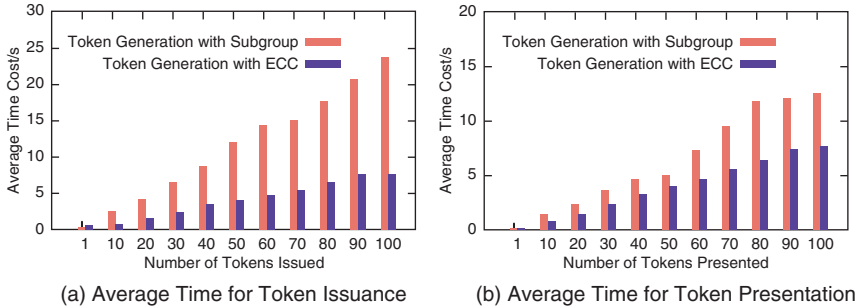 30
25
20
15
10
5
0
Average Time Cost/s
Token Generation with Subgroup
Token Generation with ECC
1 10 20 30 40 50 60 70 80 90 100
Number of Tokens Issued
(a) Average Time for Token Issuance
20
15
10
5
0
Average Time Cost/s
Token Generation with Subgroup
Token Generation with ECC
1 10 20 30 40 50 60 70 80 90 100
Number of Tokens Presented
(b) Average Time for Token Presentation